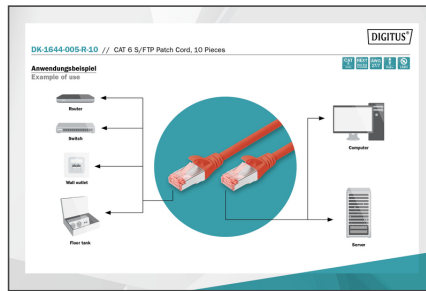 DIGITUS®
DK-1644-005-R-10 // CAT 6 S/FTP Patch Cord, 10 Pieces
Anwendungsbeispiel
Example of use
CAT
Router
Switch
Wall outlet
Floor tank
Computer
Server